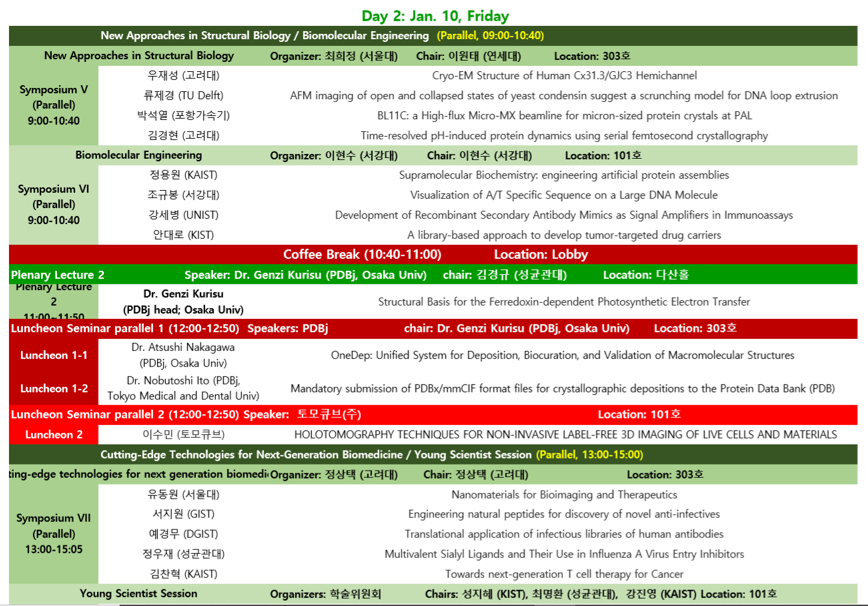 Day 2: Jan. 10, Friday
New Approaches in Structural Biology / Biomolecular Engineering (Parallel, 09:00-10:40)
New Approaches in Structural Biology Organizer: 최희정 (서울대) Chair: 이원태 (연세대) Location: 303호
Symposium V
(Parallel)
9:00-10:40
우재성 (고려대) Cryo-EM Structure of Human Cx31.3/GJC3 Hemichannel
류제경 (TU Delft) AFM imaging of open and collapsed states of yeast condensin suggest a scrunching model for DNA loop extrusion
박석열 (포항가속기) BL11C: a High-flux Micro-MX beamline for micron-sized protein crystals at PAL
김경현 (고려대) Time-resolved pH-induced protein dynamics using serial femtosecond crystallography
Biomolecular Engineering Organizer: 이현수 (서강대) Chair: 이현수 (서강대) Location: 101호
Symposium VI
(Parallel)
9:00-10:40
정용원 (KAIST) Supramolecular Biochemistry: engineering artificial protein assemblies
조규봉 (서강대) Visualization of A/T Specific Sequence on a Large DNA Molecule
강세병 (UNIST) Development of Recombinant Secondary Antibody Mimics as Signal Amplifiers in Immunoassays
안대로 (KIST) A library-based approach to develop tumor-targeted drug carriers
Coffee Break (10:40-11:00) Location: Lobby
Plenary Lecture 2 Speaker: Dr. Genzi Kurisu (PDBj, Osaka Univ) chair: 김경규 (성균관대) Location: 다산홀
Plenary Lecture
2
11:00~11:50
Dr. Genzi Kurisu
(PDBj head; Osaka Univ)
Structural Basis for the Ferredoxin-dependent Photosynthetic Electron Transfer
Luncheon Seminar parallel 1 (12:00-12:50) Speakers: PDBj chair: Dr. Genzi Kurisu (PDBj, Osaka Univ) Location: 303호
Luncheon 1-1
Dr. Atsushi Nakagawa
(PDBj, Osaka Univ)
OneDep: Unified System for Deposition, Biocuration, and Validation of Macromolecular Structures
Luncheon 1-2
Dr. Nobutoshi Ito (PDBj,
Tokyo Medical and Dental Univ)
Mandatory submission of PDBx/mmCIF format files for crystallographic depositions to the Protein Data Bank (PDB)
Luncheon Seminar parallel 2 (12:00-12:50) Speaker: 토모큐브(주) Location: 101호
Luncheon 2 이수민 (토모큐브) HOLOTOMOGRAPHY TECHNIQUES FOR NON-INVASIVE LABEL-FREE 3D IMAGING OF LIVE CELLS AND MATERIALS
Cutting-Edge Technologies for Next-Generation Biomedicine / Young Scientist Session (Parallel, 13:00-15:00)
ting-edge technologies for next generation biomedi Organizer: 정상택 (고려대) Chair: 정상택 (고려대) Location: 303호
Symposium VII
(Parallel)
13:00-15:05
유동원 (서울대) Nanomaterials for Bioimaging and Therapeutics
서지원 (GIST) Engineering natural peptides for discovery of novel anti-infectives
예경무 (DGIST) Translational application of infectious libraries of human antibodies
정우재 (성균관대) Multivalent Sialyl Ligands and Their Use in Influenza A Virus Entry Inhibitors
김찬혁 (KAIST) Towards next-generation T cell therapy for Cancer
Young Scientist Session Organizers: 학술위원회 Chairs: 성지혜 (KIST), 최명환 (성균관대), 강진영 (KAIST) Location: 101호